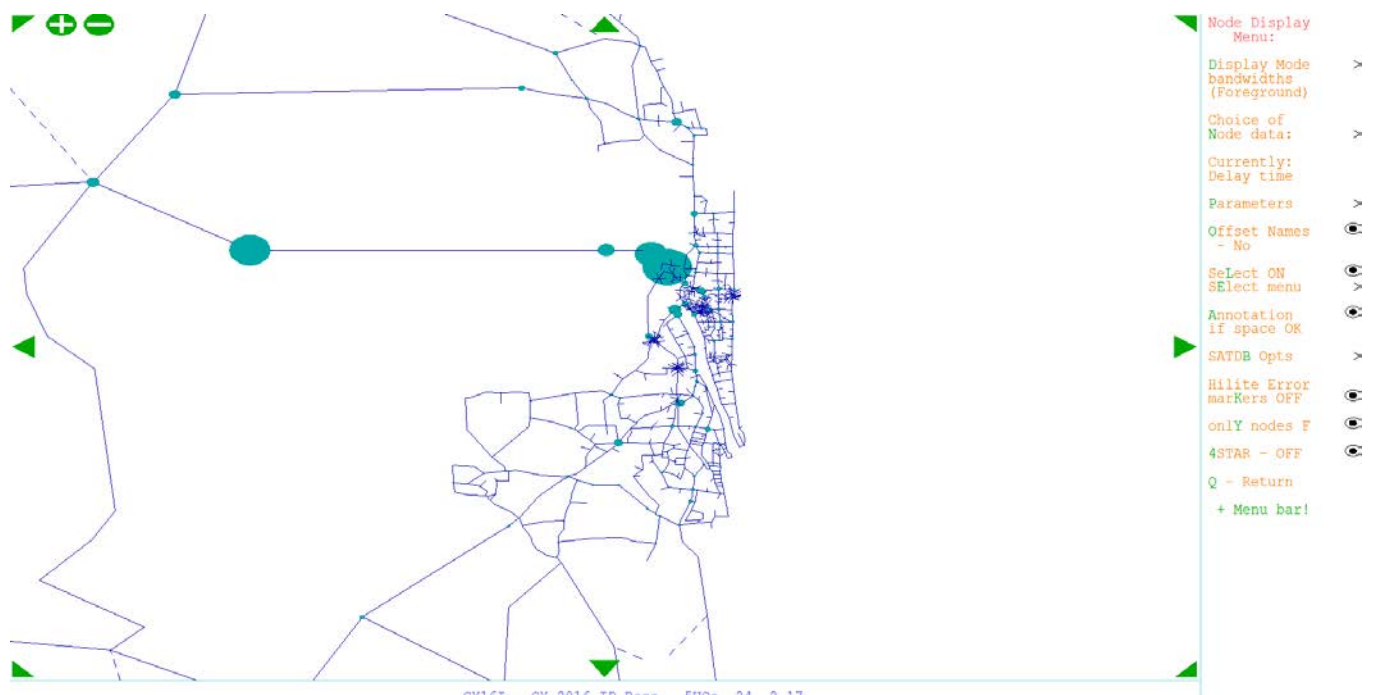 Node Display
Menu:
Display Mode >
bandwidths
(Foreground)
Choice of
Node data: >
Currently:
Delay time
Parameters >
Offset Names
- No
SeLect ON
SElect menu >
Annotation
if space OK
SATDB Opts >
Hilite Error
marKers OFF
onlY nodes F
4STAR - OFF
Q - Return
+ Menu bar!